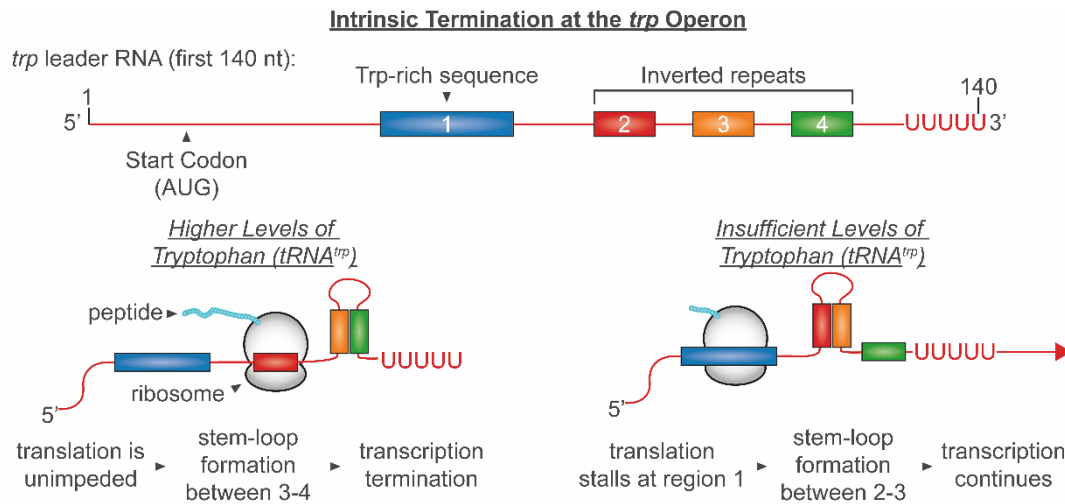 Intrinsic Termination at the trp Operon
trp leader RNA (first 140 nt):
Trp-rich sequence
Inverted repeats
1
140
5’
1
2
3
4
UUUUU
3’
Start Codon
(AUG)
Higher Levels of
Tryptophan (tRNAtrp)
peptide
ribosome
UUUUU
5’
translation is
unimpeded
stem-loop
formation
between 3-4
transcription
termination
Insufficient Levels of
Tryptophan (tRNAtrp)
UUUUU
5’
translation
stalls at region 1
stem-loop
formation
between 2-3
transcription
continues